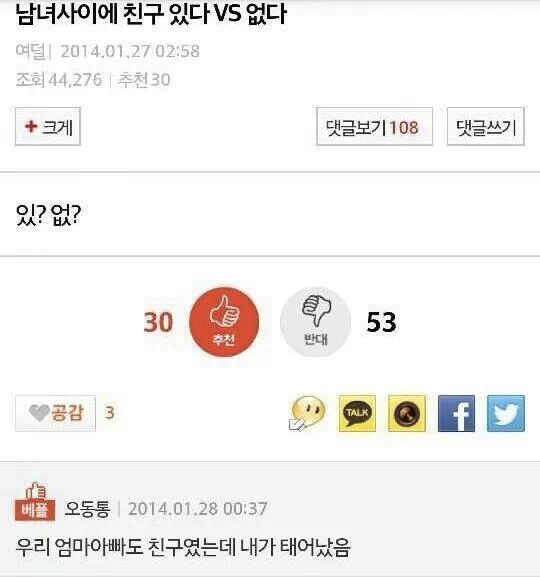 남녀사이에 친구 있다 VS 없다
여덜| 2014.01.27 02:58
조회 44,276 | 추천 30
+ 크게 댓글보기 108 댓글쓰기
있? 없?
30 추천 반대 53
공감 3 TALK f
베플 오동통 | 2014.01.28 00:37
우리 엄마아빠도 친구였는데 내가 태어났음